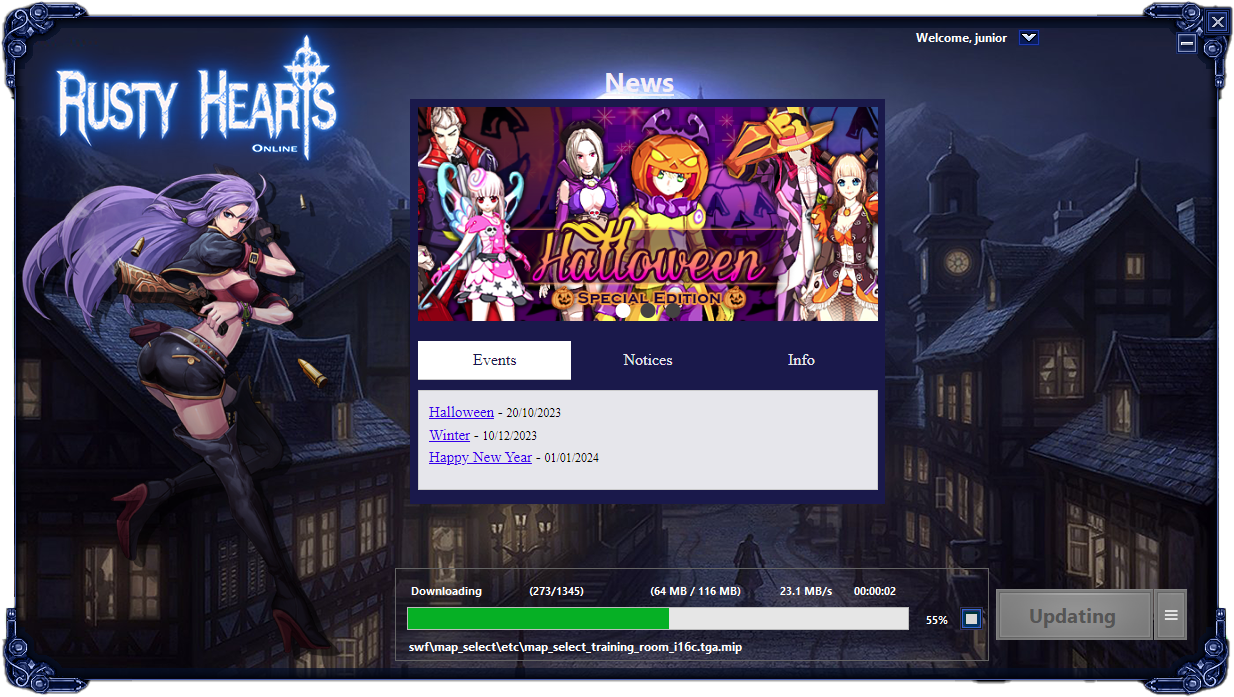 Welcome, junior
RUSTY HEARTS
ONLINE
News
Halloween
SPECIAL EDITION
Events Notices Info
Halloween - 20/10/2023
Winter - 10/12/2023
Happy New Year - 01/01/2024
Downloading (273/1345) (64 MB / 116 MB) 23.1 MB/s 00:00:02
55%
Updating
swf\map_select\etc\map_select_training_room_i16c.tga.mip